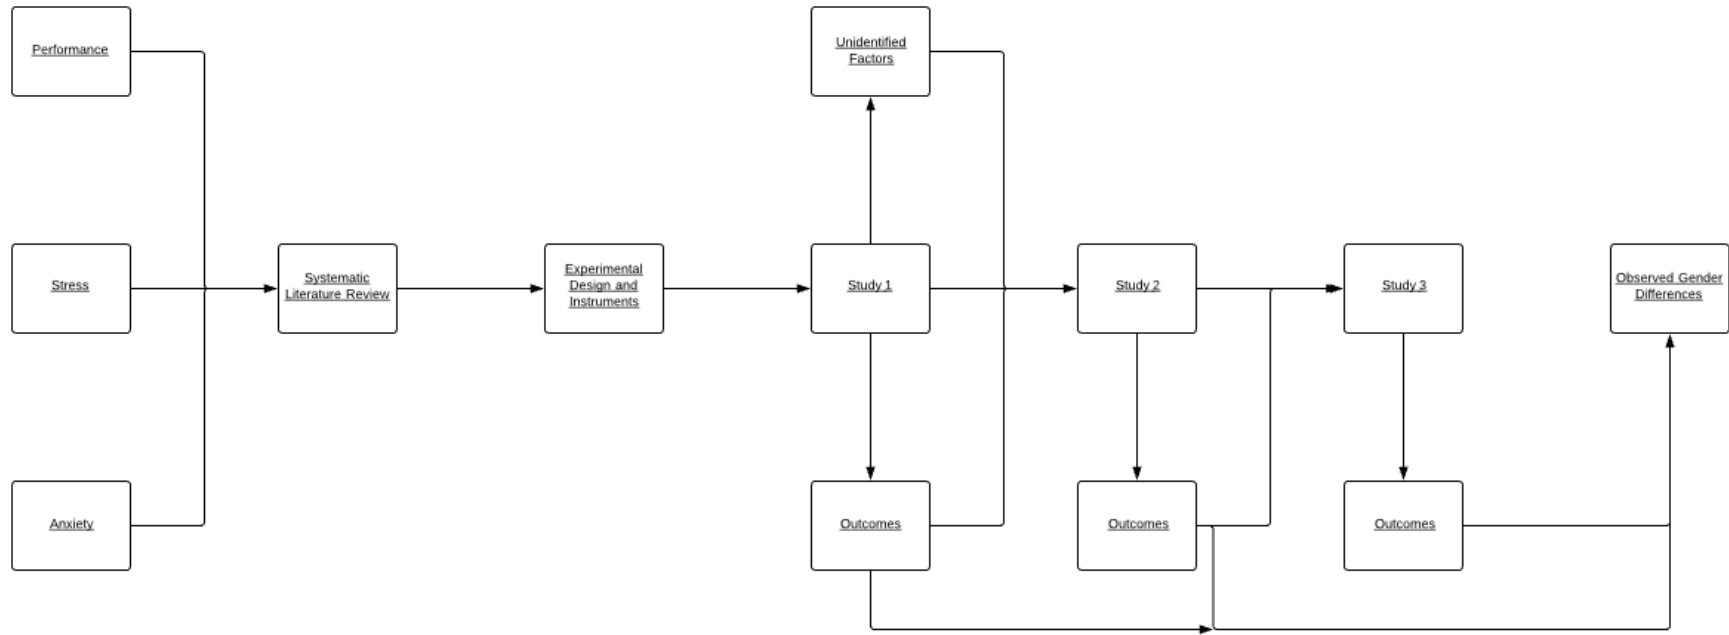 Performance
Unidentified
Factors
Stress
Systematic
Literature Review
Experimental
Design and
Instruments
Study 1
Study 2
Study 3
Observed Gender
Differences
Anxiety
Outcomes
Outcomes
Outcomes